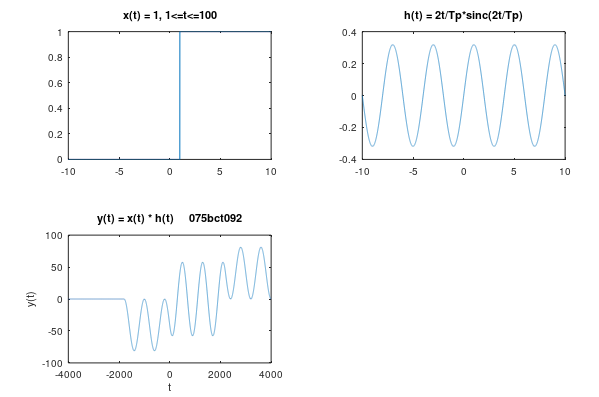 x(t) = 1, 1<=t<=100
1
0.8
0.6
0.4
0.2
0
-10 -5 0 5 10
h(t) = 2t/Tp*sinc(2t/Tp)
0.4
0.2
0
-0.2
-0.4
-10 -5 0 5 10
y(t) = x(t) * h(t) 075bct092
y(t)
100
50
0
-50
-100
-4000 -2000 0 2000 4000
t